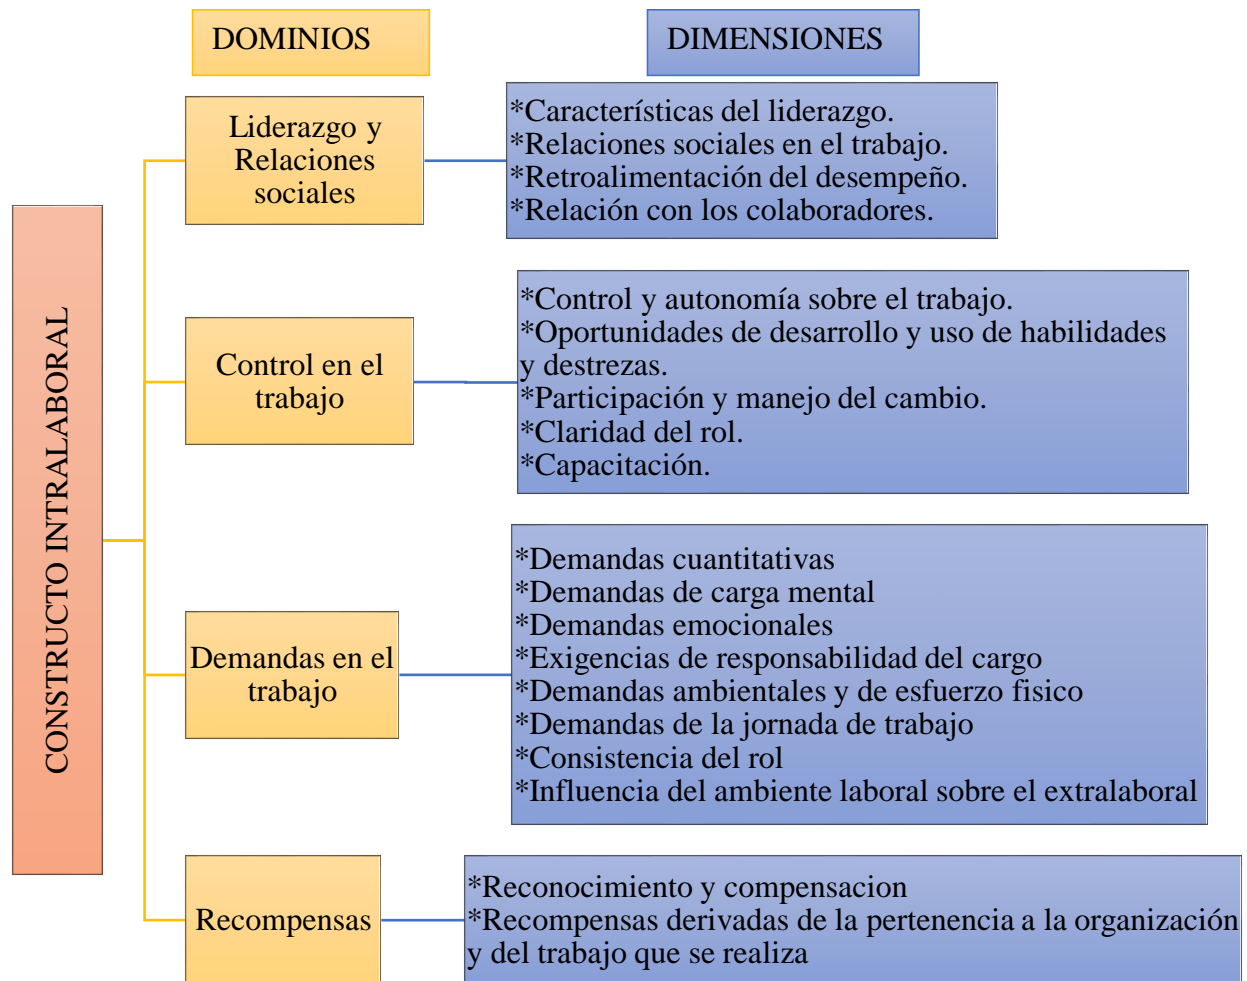 DOMINIOS
DIMENSIONES
CONSTRUCTO INTRALABORAL
Liderazgo y
Relaciones
sociales
*Características del liderazgo.
*Relaciones sociales en el trabajo.
*Retroalimentación del desempeño.
*Relación con los colaboradores.
Control en el
trabajo
*Control y autonomía sobre el trabajo.
*Oportunidades de desarrollo y uso de habilidades
y destrezas.
*Participación y manejo del cambio.
*Claridad del rol.
*Capacitación.
Demandas en el
trabajo
*Demandas cuantitativas
*Demandas de carga mental
*Demandas emocionales
*Exigencias de responsabilidad del cargo
*Demandas ambientales y de esfuerzo fisico
*Demandas de la jornada de trabajo
*Consistencia del rol
*Influencia del ambiente laboral sobre el extralaboral
Recompensas
*Reconocimiento y compensacion
*Recompensas derivadas de la pertenencia a la organización
y del trabajo que se realiza